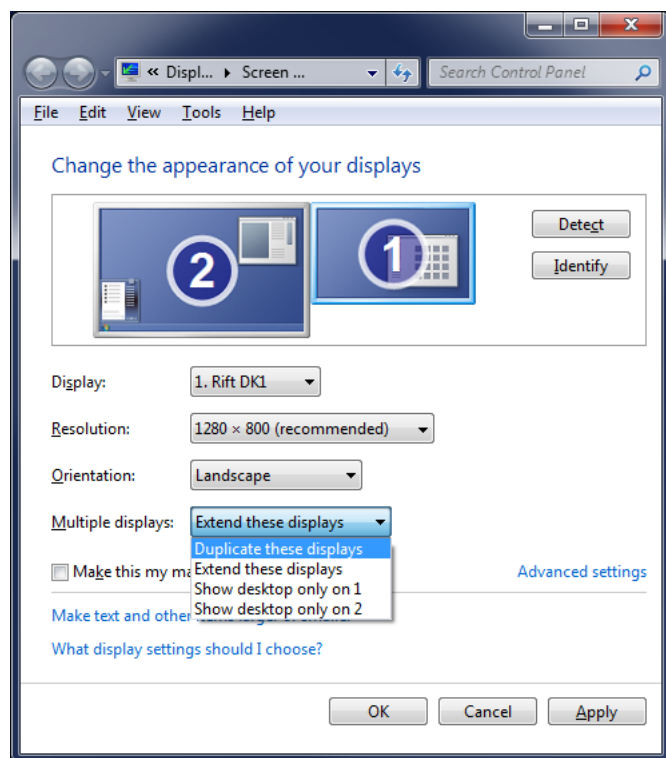 « Displ... Screen ... Search Control Panel
File Edit View Tools Help
Change the appearance of your displays
2 1
Detect
Identify
Display: 1. Rift DK1
Resolution: 1280 × 800 (recommended)
Orientation: Landscape
Multiple displays: Extend these displays
Duplicate these displays
Extend these displays
Show desktop only on 1
Show desktop only on 2
Make this my ma Advanced settings
Make text and other
What display settings should I choose?
OK Cancel Apply